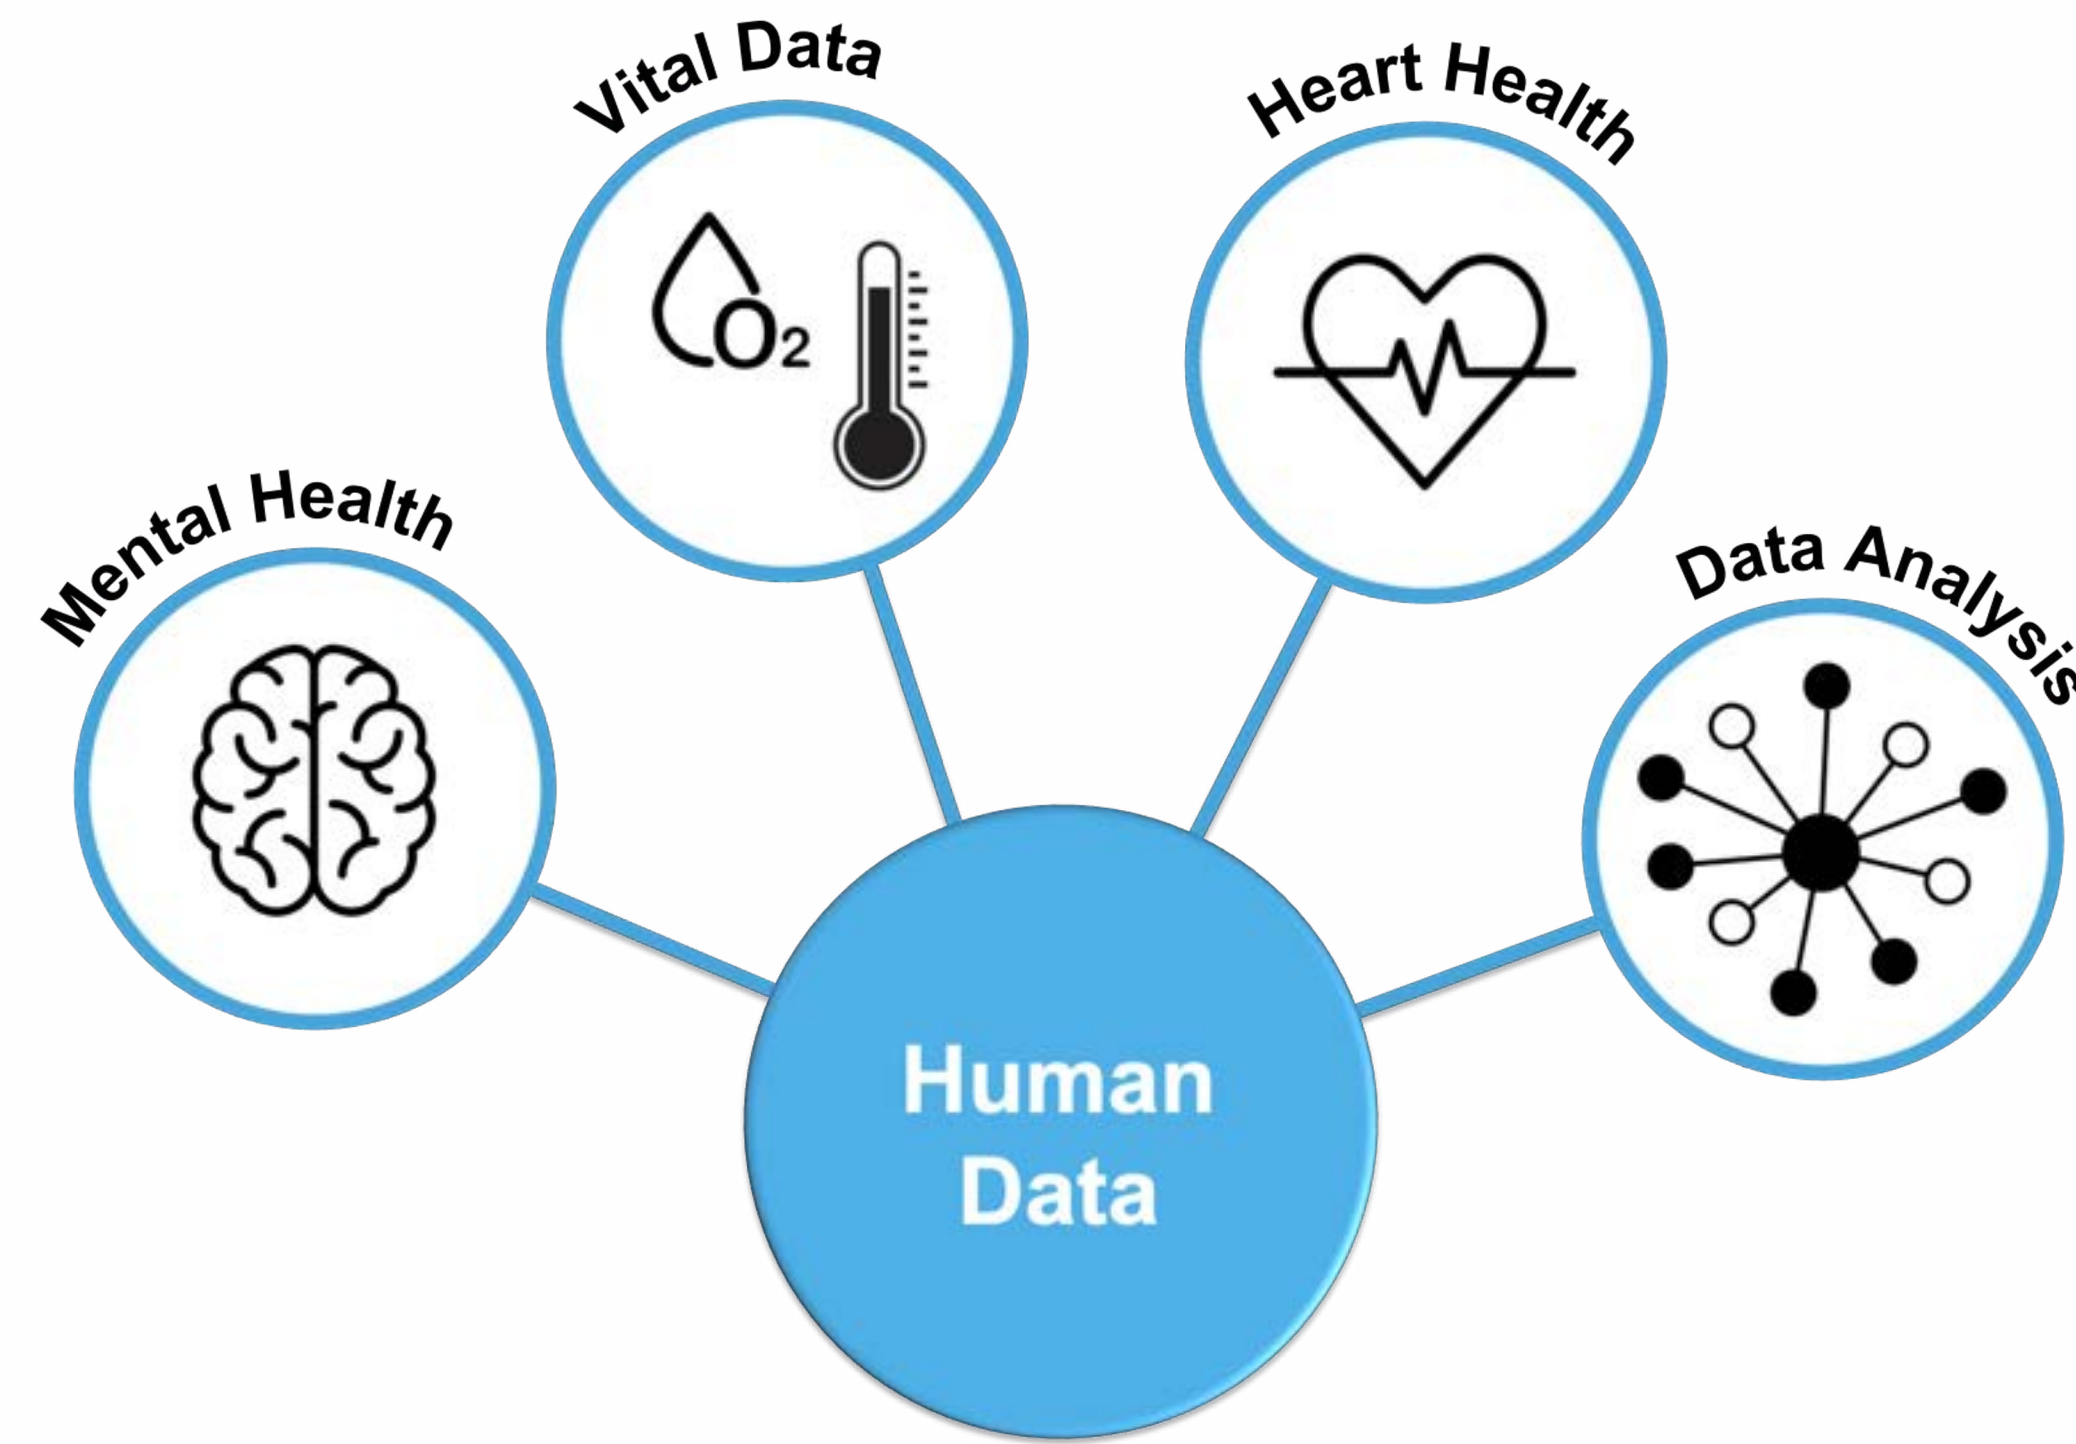 Vital Data
Heart Health
Mental Health
Data Analysis
O2
Human
Data